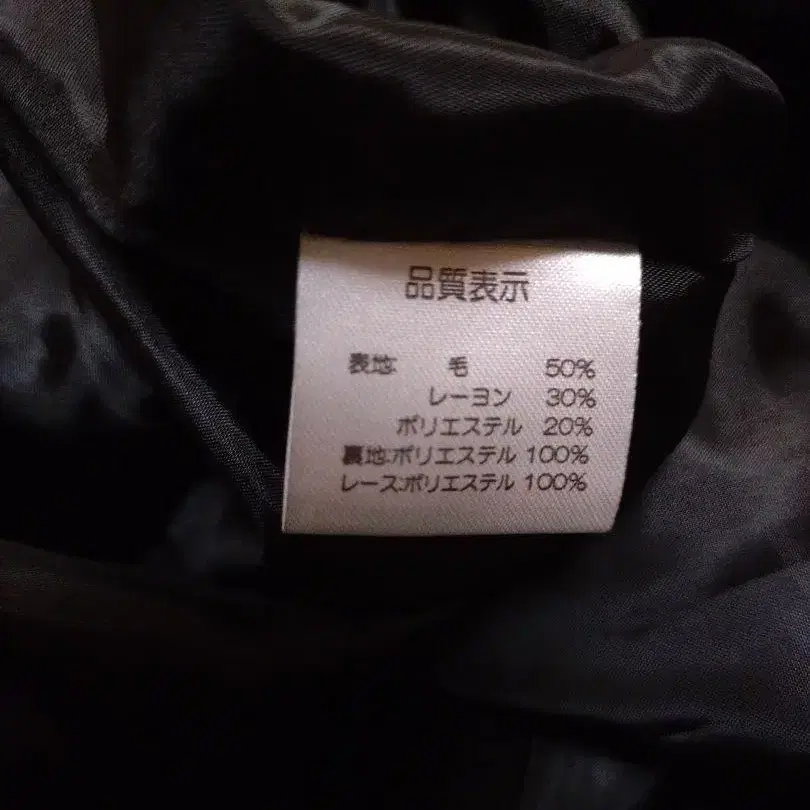 品質表示
表地: 毛 50%
レーヨン 30%
ポリエステル 20%
裏地:ポリエステル 100%
レース:ポリエステル 100%